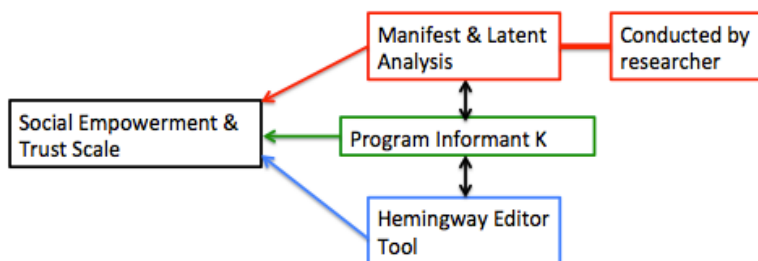 Manifest & Latent
Analysis
Conducted by
researcher
Social Empowerment &
Trust Scale
Program Informant K
Hemingway Editor
Tool